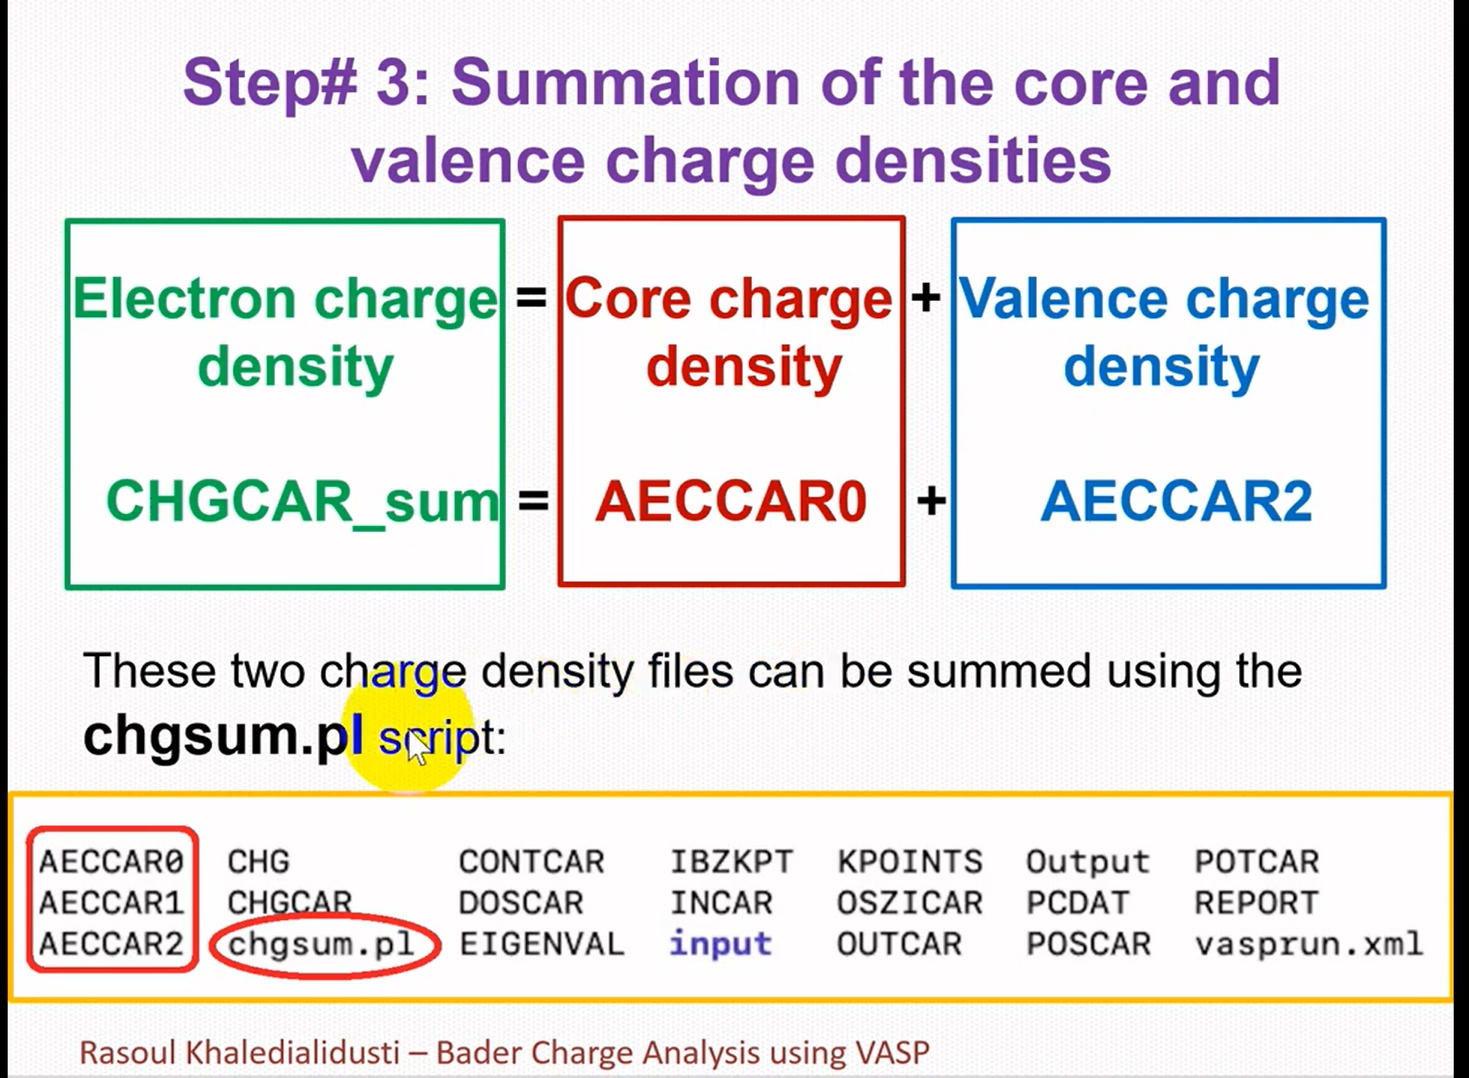 Step# 3: Summation of the core and
valence charge densities
Electron charge = Core charge + Valence charge
density density density
CHGCAR_sum = AECCAR0 + AECCAR2
These two charge density files can be summed using the
chgsum.pl script:
AECCAR0 CHG CONTCAR IBZKPT KPOINTS Output POTCAR
AECCAR1 CHGCAR DOSCAR INCAR OSZICAR PCDAT REPORT
AECCAR2 chgsum.pl EIGENVAL input OUTCAR POSCAR vasprun.xml
Rasoul Khaledialidusti – Bader Charge Analysis using VASP